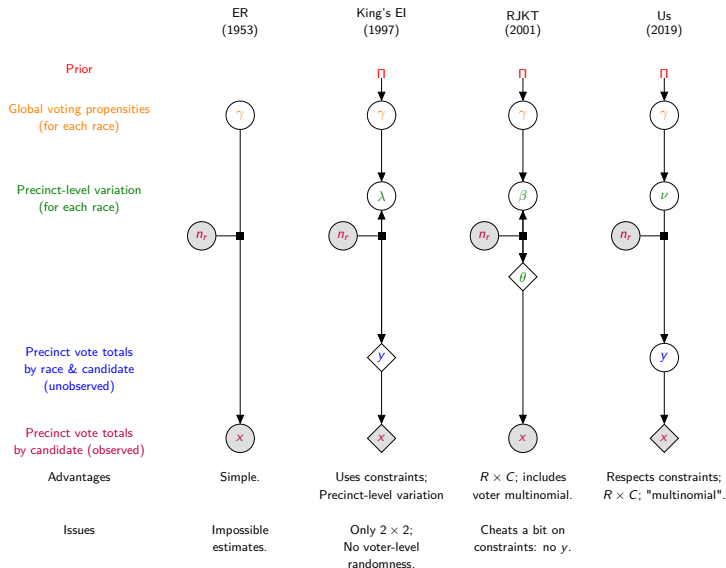 ER
(1953)
King's EI
(1997)
RJKT
(2001)
Us
(2019)
Prior
Π
Π
Π
Global voting propensities
(for each race)
γ
γ
γ
γ
Precinct-level variation
(for each race)
λ
β
ν
n_r
n_r
n_r
n_r
θ
Precinct vote totals
by race & candidate
(unobserved)
y
y
Precinct vote totals
by candidate (observed)
x
x
x
x
Advantages
Simple.
Uses constraints;
Precinct-level variation
R × C; includes
voter multinomial.
Respects constraints;
R × C; "multinomial".
Issues
Impossible
estimates.
Only 2 × 2;
No voter-level
randomness.
Cheats a bit on
constraints: no y.